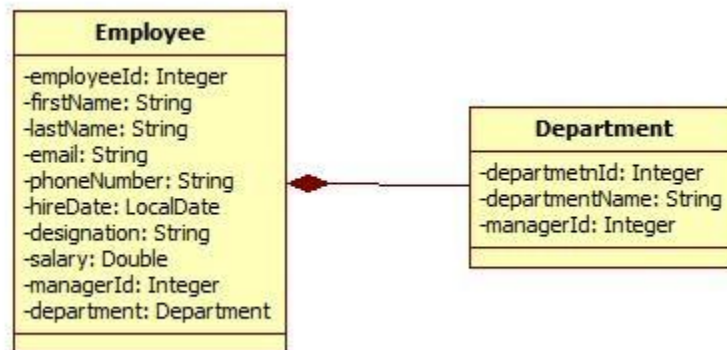 Employee
-employeeId: Integer
-firstName: String
-lastName: String
-email: String
-phoneNumber: String
-hireDate: LocalDate
-designation: String
-salary: Double
-managerId: Integer
-department: Department
Department
-departmetnId: Integer
-departmentName: String
-managerId: Integer